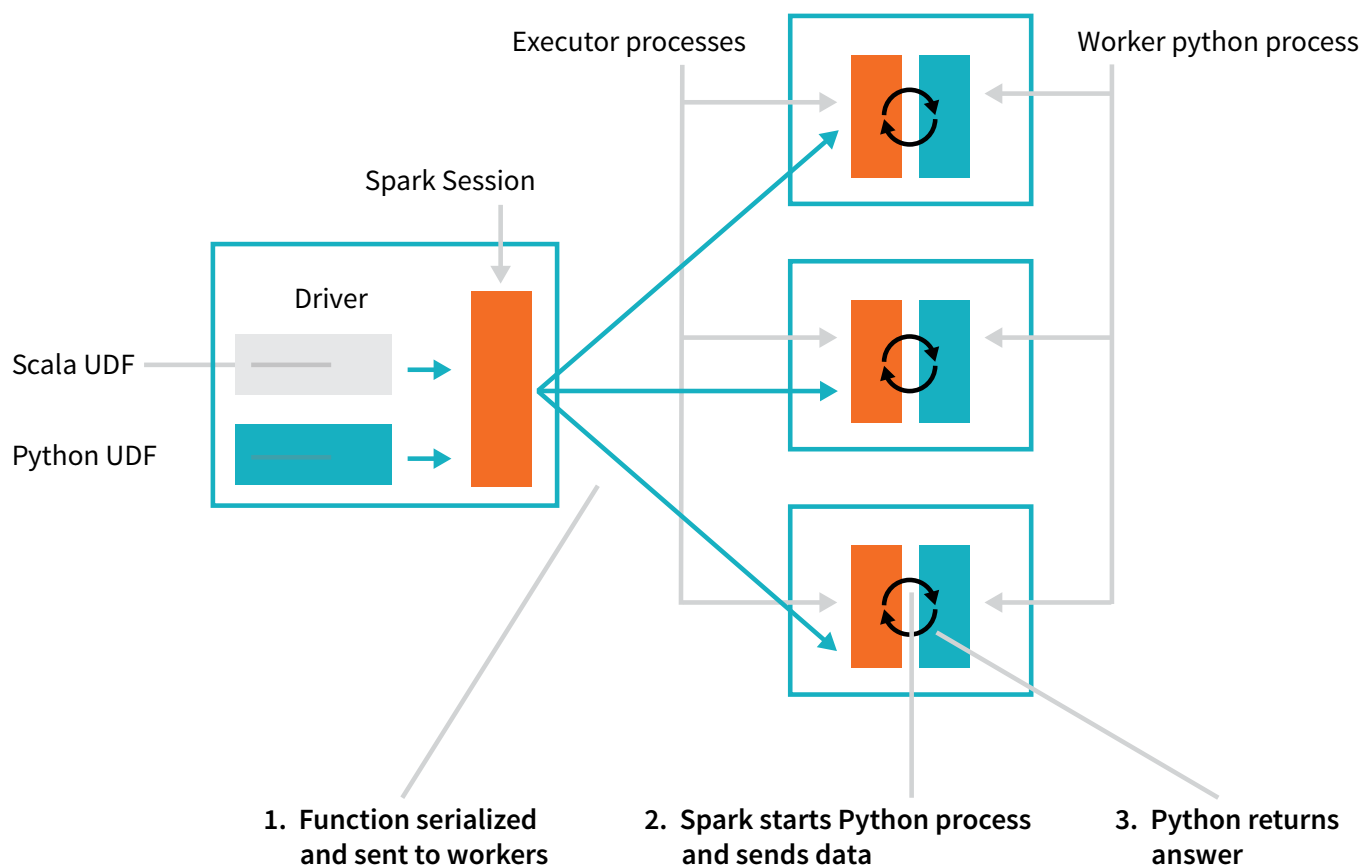 Executor processes
Worker python process
Spark Session
Driver
Scala UDF
Python UDF
1. Function serialized
and sent to workers
2. Spark starts Python process
and sends data
3. Python returns
answer